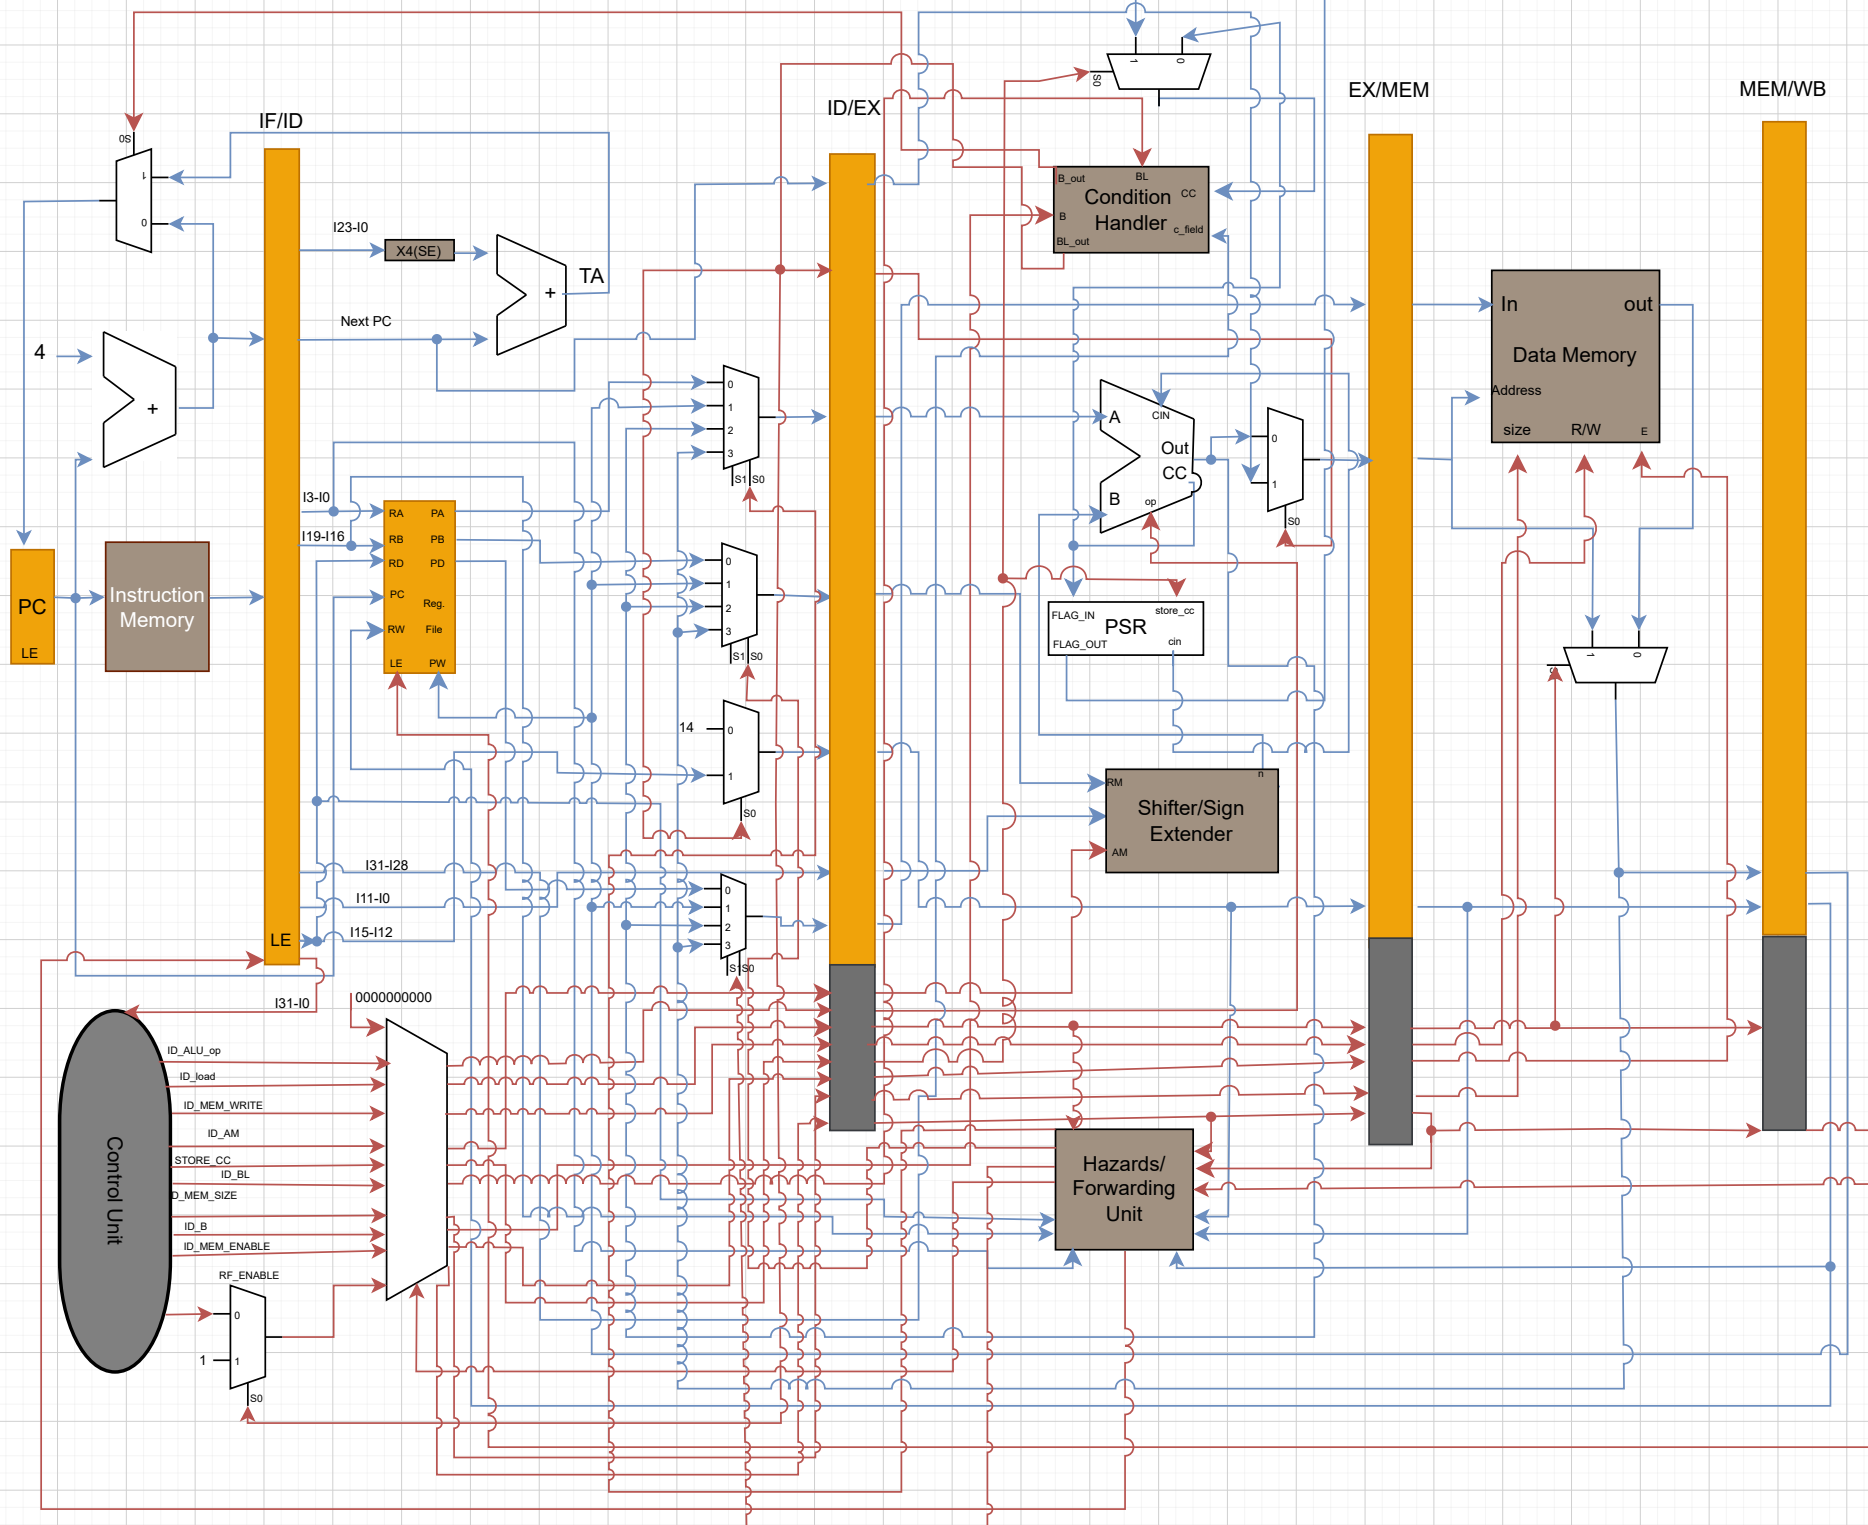 1
0
S0
EX/MEM
MEM/WB
ID/EX
IF/ID
S0
1
0
B_out
BL
CC
Condition
Handler
B
c_field
BL_out
I23-I0
X4(SE)
TA
+
Next PC
4
+
In
out
Data Memory
Address
size
R/W
E
0
1
2
3
S1
S0
A
CIN
Out
CC
B
op
0
1
S0
I3-I0
I19-I16
RA
PA
RB
PB
RD
PD
PC
Reg.
RW
File
LE
PW
0
1
2
3
S1
S0
PC
LE
Instruction
Memory
FLAG_IN
store_cc
PSR
FLAG_OUT
cin
1
0
14
0
1
S0
n
RM
Shifter/Sign
Extender
AM
I31-I28
I11-I0
I15-I12
LE
0
1
2
3
S1
S0
I31-I0
0000000000
ID_ALU_op
ID_load
ID_MEM_WRITE
ID_AM
STORE_CC
ID_BL
D_MEM_SIZE
ID_B
ID_MEM_ENABLE
Control Unit
RF_ENABLE
0
1
1
S0
Hazards/
Forwarding
Unit